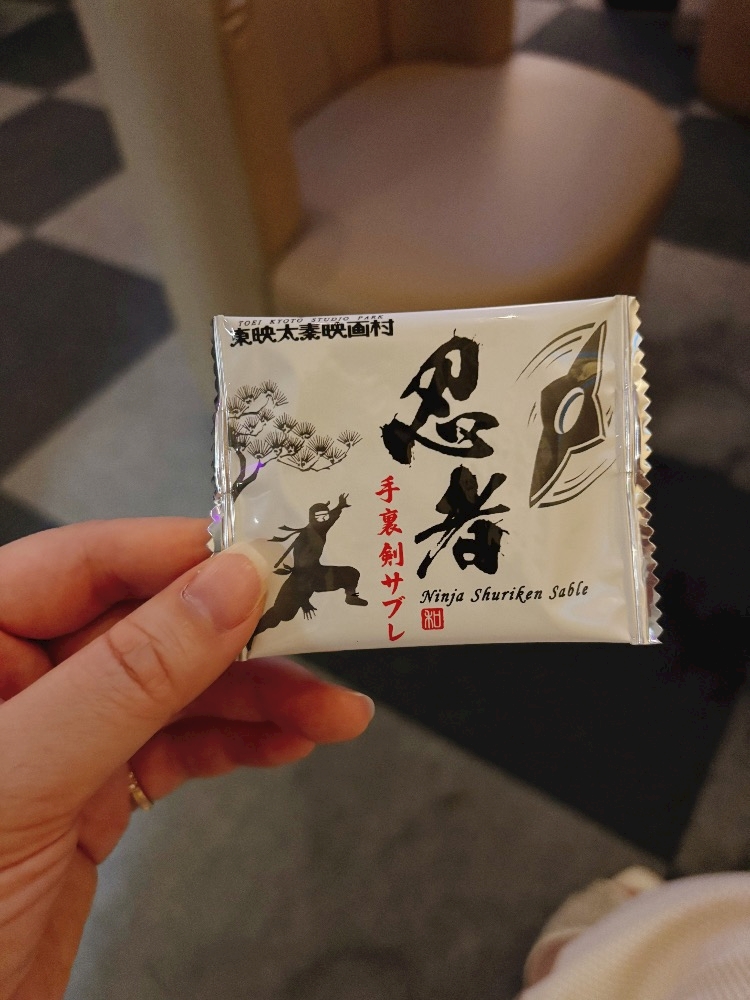 TOEI KYOTO STUDIO PARK
東映太秦映画村
忍者
手裏剣サブレ
Ninja Shuriken Sable
和